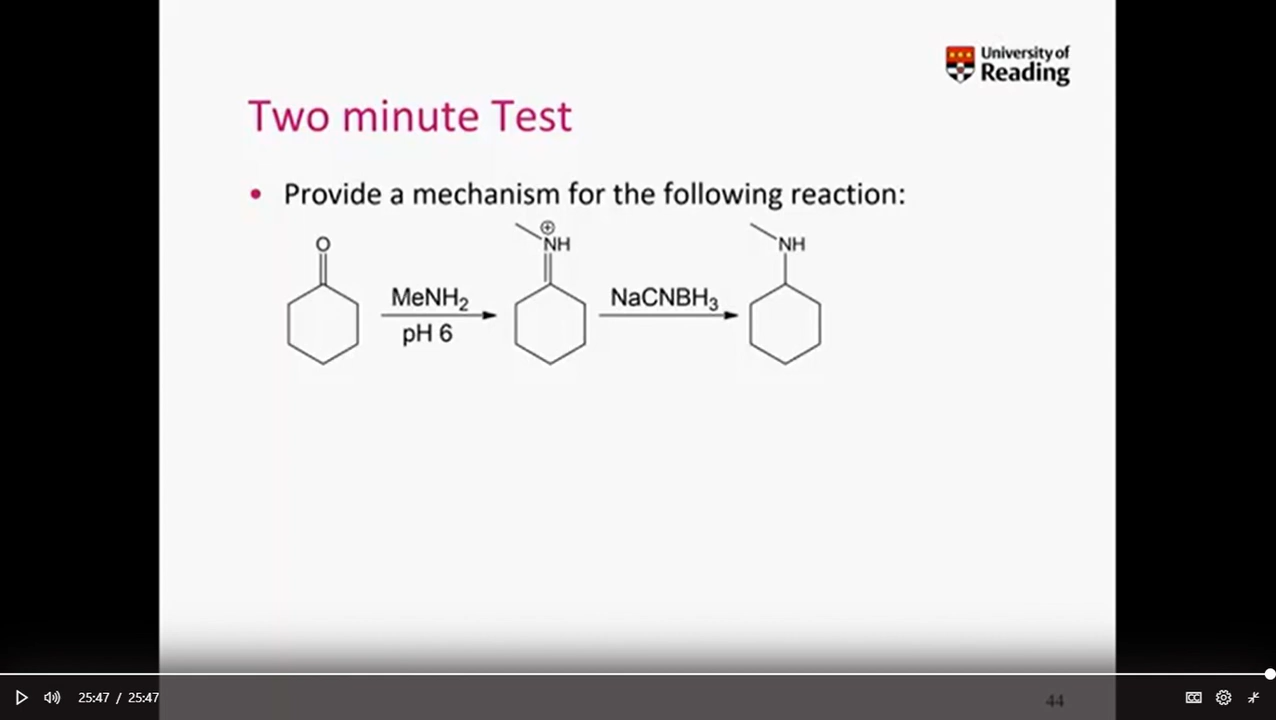 University of
Reading
Two minute Test
• Provide a mechanism for the following reaction:
O
MeNH₂
pH 6
⊕
NH
NaCNBH₃
NH
25:47 / 25:47
CC
44